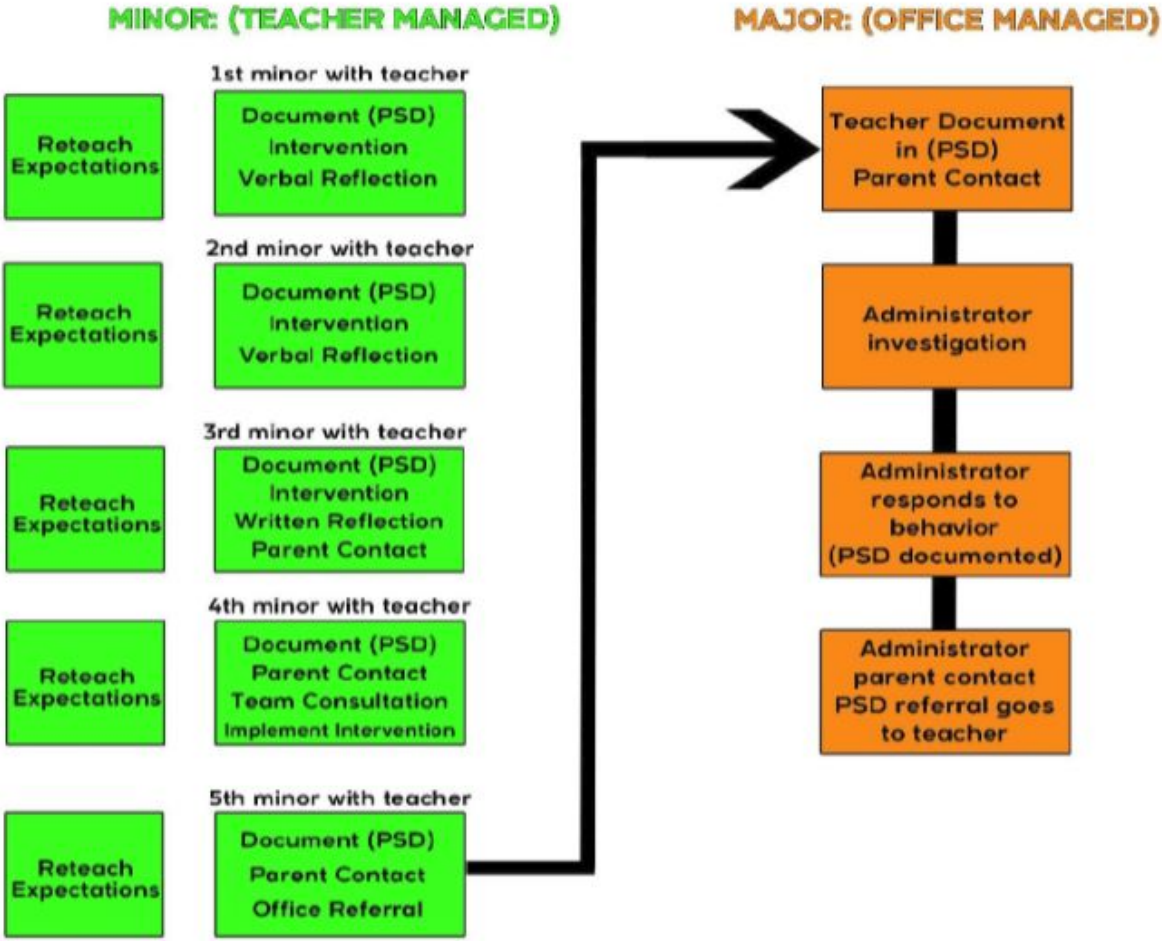 MINOR: (TEACHER MANAGED)
1st minor with teacher
Reteach
Expectations
Document (PSD)
Intervention
Verbal Reflection
2nd minor with teacher
Reteach
Expectations
Document (PSD)
Intervention
Verbal Reflection
3rd minor with teacher
Reteach
Expectations
Document (PSD)
Intervention
Written Reflection
Parent Contact
4th minor with teacher
Reteach
Expectations
Document (PSD)
Parent Contact
Team Consultation
Implement Intervention
5th minor with teacher
Reteach
Expectations
Document (PSD)
Parent Contact
Office Referral
MAJOR: (OFFICE MANAGED)
Teacher Document
in (PSD)
Parent Contact
Administrator
investigation
Administrator
responds to
behavior
(PSD documented)
Administrator
parent contact
PSD referral goes
to teacher